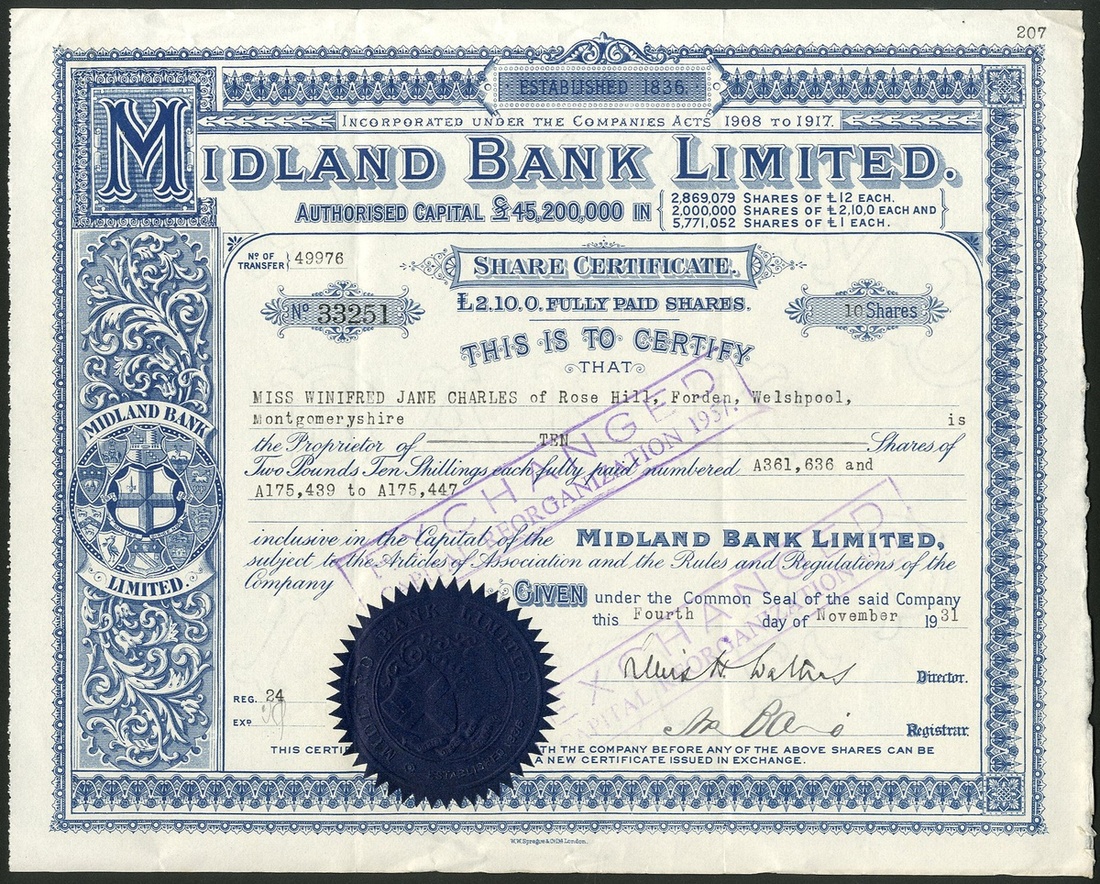 207
ESTABLISHED 1836.
INCORPORATED UNDER THE COMPANIES ACTS 1908 TO 1917.
MIDLAND BANK LIMITED.
AUTHORISED CAPITAL £45,200,000 IN
2,869,079 SHARES OF £12 EACH.
2,000,000 SHARES OF £2,10,0 EACH AND
5,771,052 SHARES OF £1 EACH.
No OF TRANSFER 49976
SHARE CERTIFICATE.
£2.10.0. FULLY PAID SHARES.
No 33251
10 Shares
THIS IS TO CERTIFY
THAT
MISS WINIFRED JANE CHARLES of Rose Hill, Forden, Welshpool,
Montgomeryshire is
the Proprietor of TEN Shares of
Two Pounds Ten Shillings each fully paid numbered A361,636 and
A175,439 to A175,447
inclusive in the Capital of the MIDLAND BANK LIMITED,
subject to the Articles of Association and the Rules and Regulations of the
Company
GIVEN under the Common Seal of the said Company
this Fourth day of November 1931
Director.
REG. 24
EXD
Registrar.
THIS CERTIF
TH THE COMPANY BEFORE ANY OF THE ABOVE SHARES CAN BE
A NEW CERTIFICATE ISSUED IN EXCHANGE.
MIDLAND BANK
LIMITED.
EXCHANGED
CAPITAL REORGANIZATION 1957.
EXCHANGED
CAPITAL REORGANIZATION
ESTABLISHED 1836
W.W. Sprague & Co Ld London.